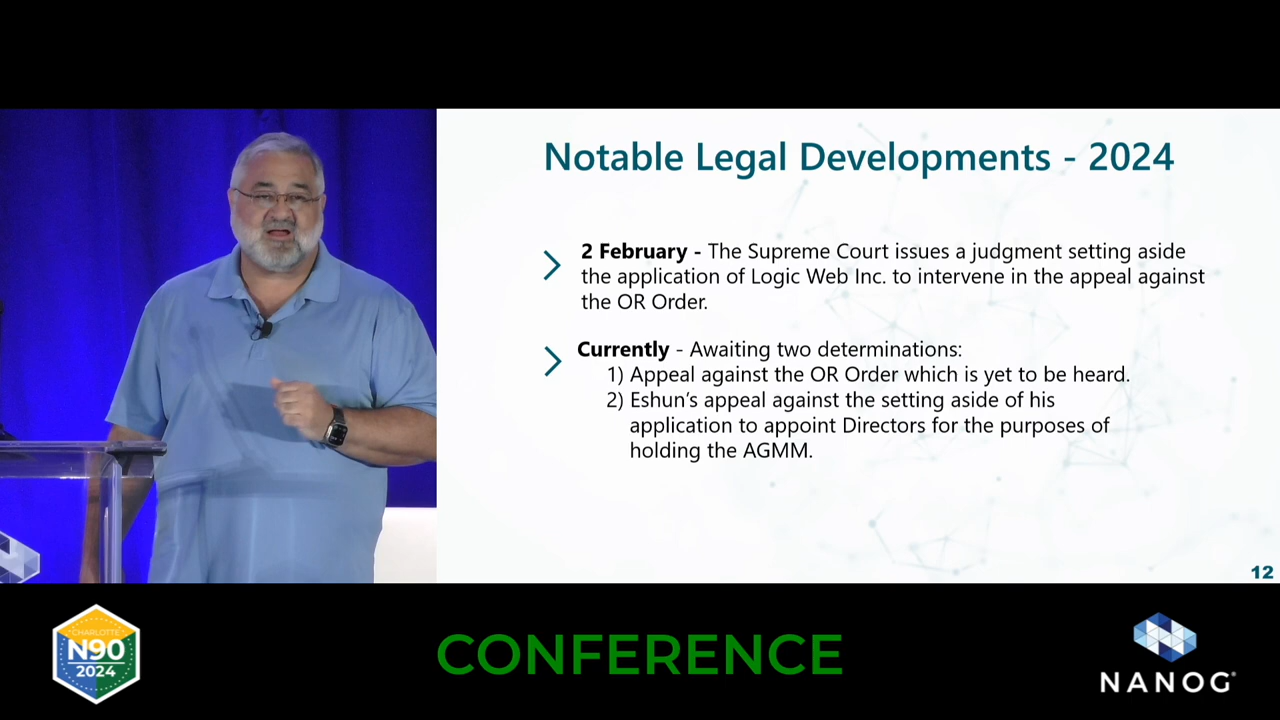 Notable Legal Developments - 2024
2 February - The Supreme Court issues a judgment setting aside
the application of Logic Web Inc. to intervene in the appeal against
the OR Order.
Currently - Awaiting two determinations:
1) Appeal against the OR Order which is yet to be heard.
2) Eshun's appeal against the setting aside of his
application to appoint Directors for the purposes of
holding the AGMM.
12
CHARLOTTE
N90
2024
CONFERENCE
NANOG®